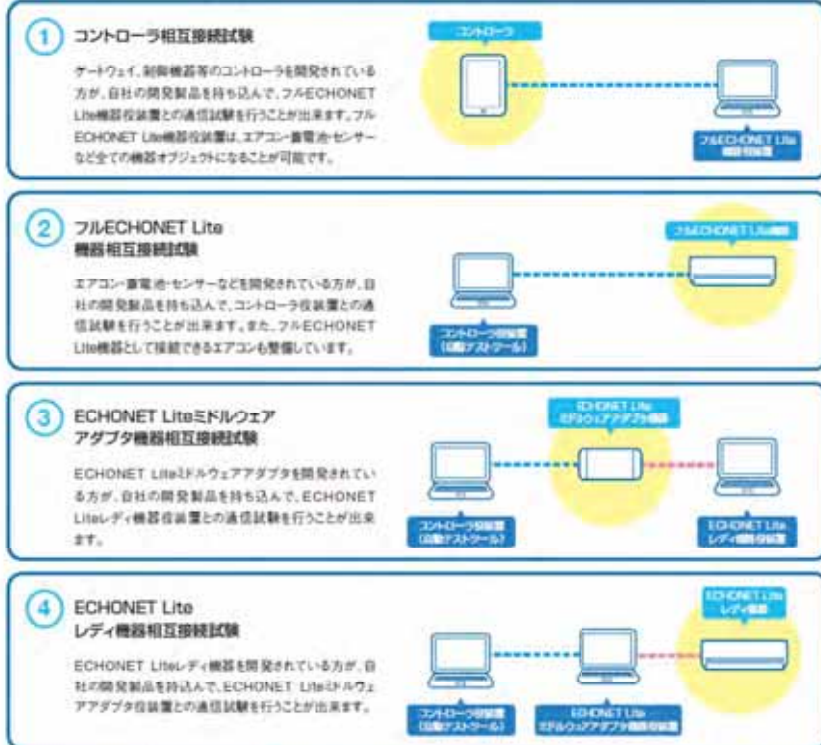 1
コントローラ相互接続試験
ゲートウェイ、制御機器等のコントローラを開発されている
方が、自社の開発製品を持ち込んで、フルECHONET
Lite機器役装置との通信試験を行うことが出来ます。フル
ECHONET Lite機器役装置は、エアコン・蓄電池・センサー
など全ての機器オブジェクトになることが可能です。
コントローラ
フルECHONET Lite
機器役装置
2
フルECHONET Lite
機器相互接続試験
エアコン・蓄電池・センサーなどを開発されている方が、自
社の開発製品を持ち込んで、コントローラ役装置との通
信試験を行うことが出来ます。また、フルECHONET
Lite機器として接続できるエアコンも整備しています。
フルECHONET Lite機器
コントローラ役装置
(自動テストツール)
3
ECHONET Liteミドルウェア
アダプタ機器相互接続試験
ECHONET Liteミドルウェアアダプタを開発されてい
る方が、自社の開発製品を持ち込んで、ECHONET
Liteレディ機器役装置との通信試験を行うことが出来
ます。
ECHONET Lite
ミドルウェアアダプタ機器
コントローラ役装置
(自動テストツール)
ECHONET Lite
レディ機器役装置
4
ECHONET Lite
レディ機器相互接続試験
ECHONET Liteレディ機器を開発されている方が、自
社の開発製品を持込んで、ECHONET Liteミドルウェ
アアダプタ役装置との通信試験を行うことが出来ます。
ECHONET Lite
レディ機器
コントローラ役装置
(自動テストツール)
ECHONET Lite
ミドルウェアアダプタ機器役装置